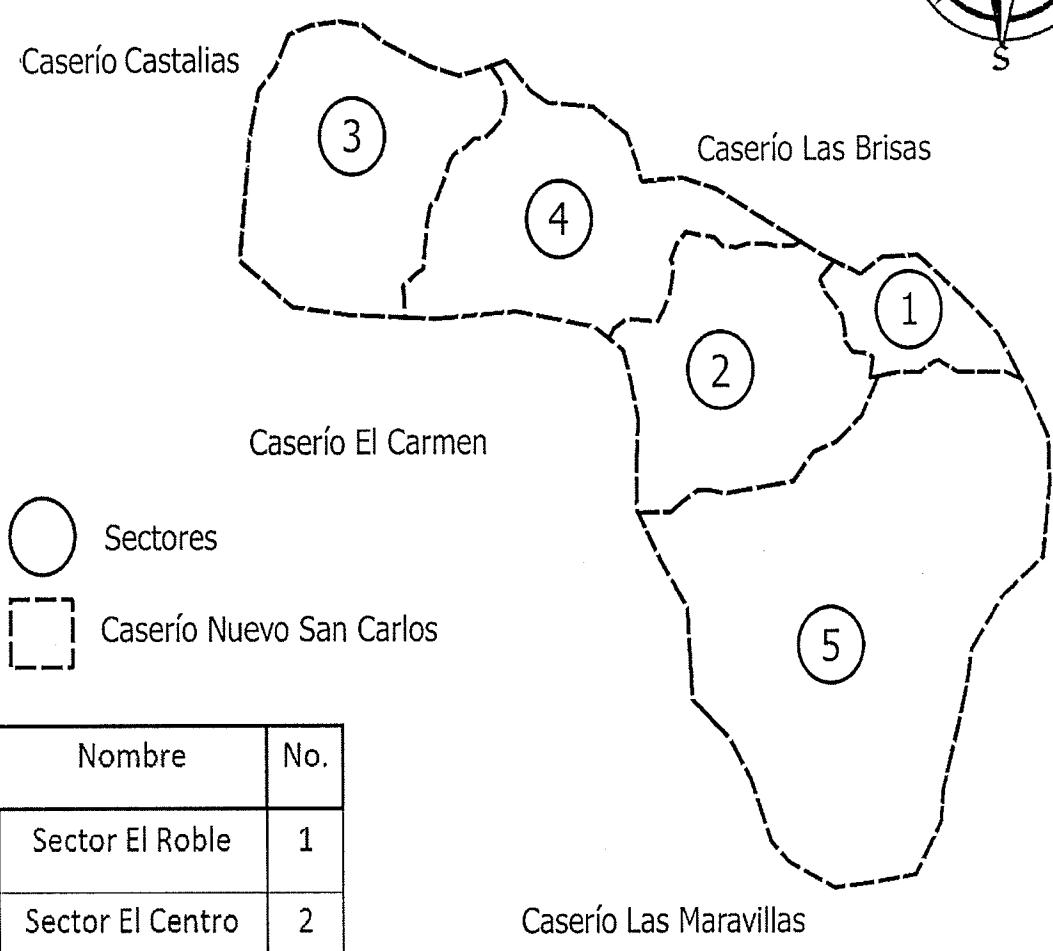 S
Caserío Castalias
3
Caserío Las Brisas
4
1
2
Caserío El Carmen
Sectores
Caserío Nuevo San Carlos
5
Nombre No.
Sector El Roble 1
Sector El Centro 2
Caserío Las Maravillas